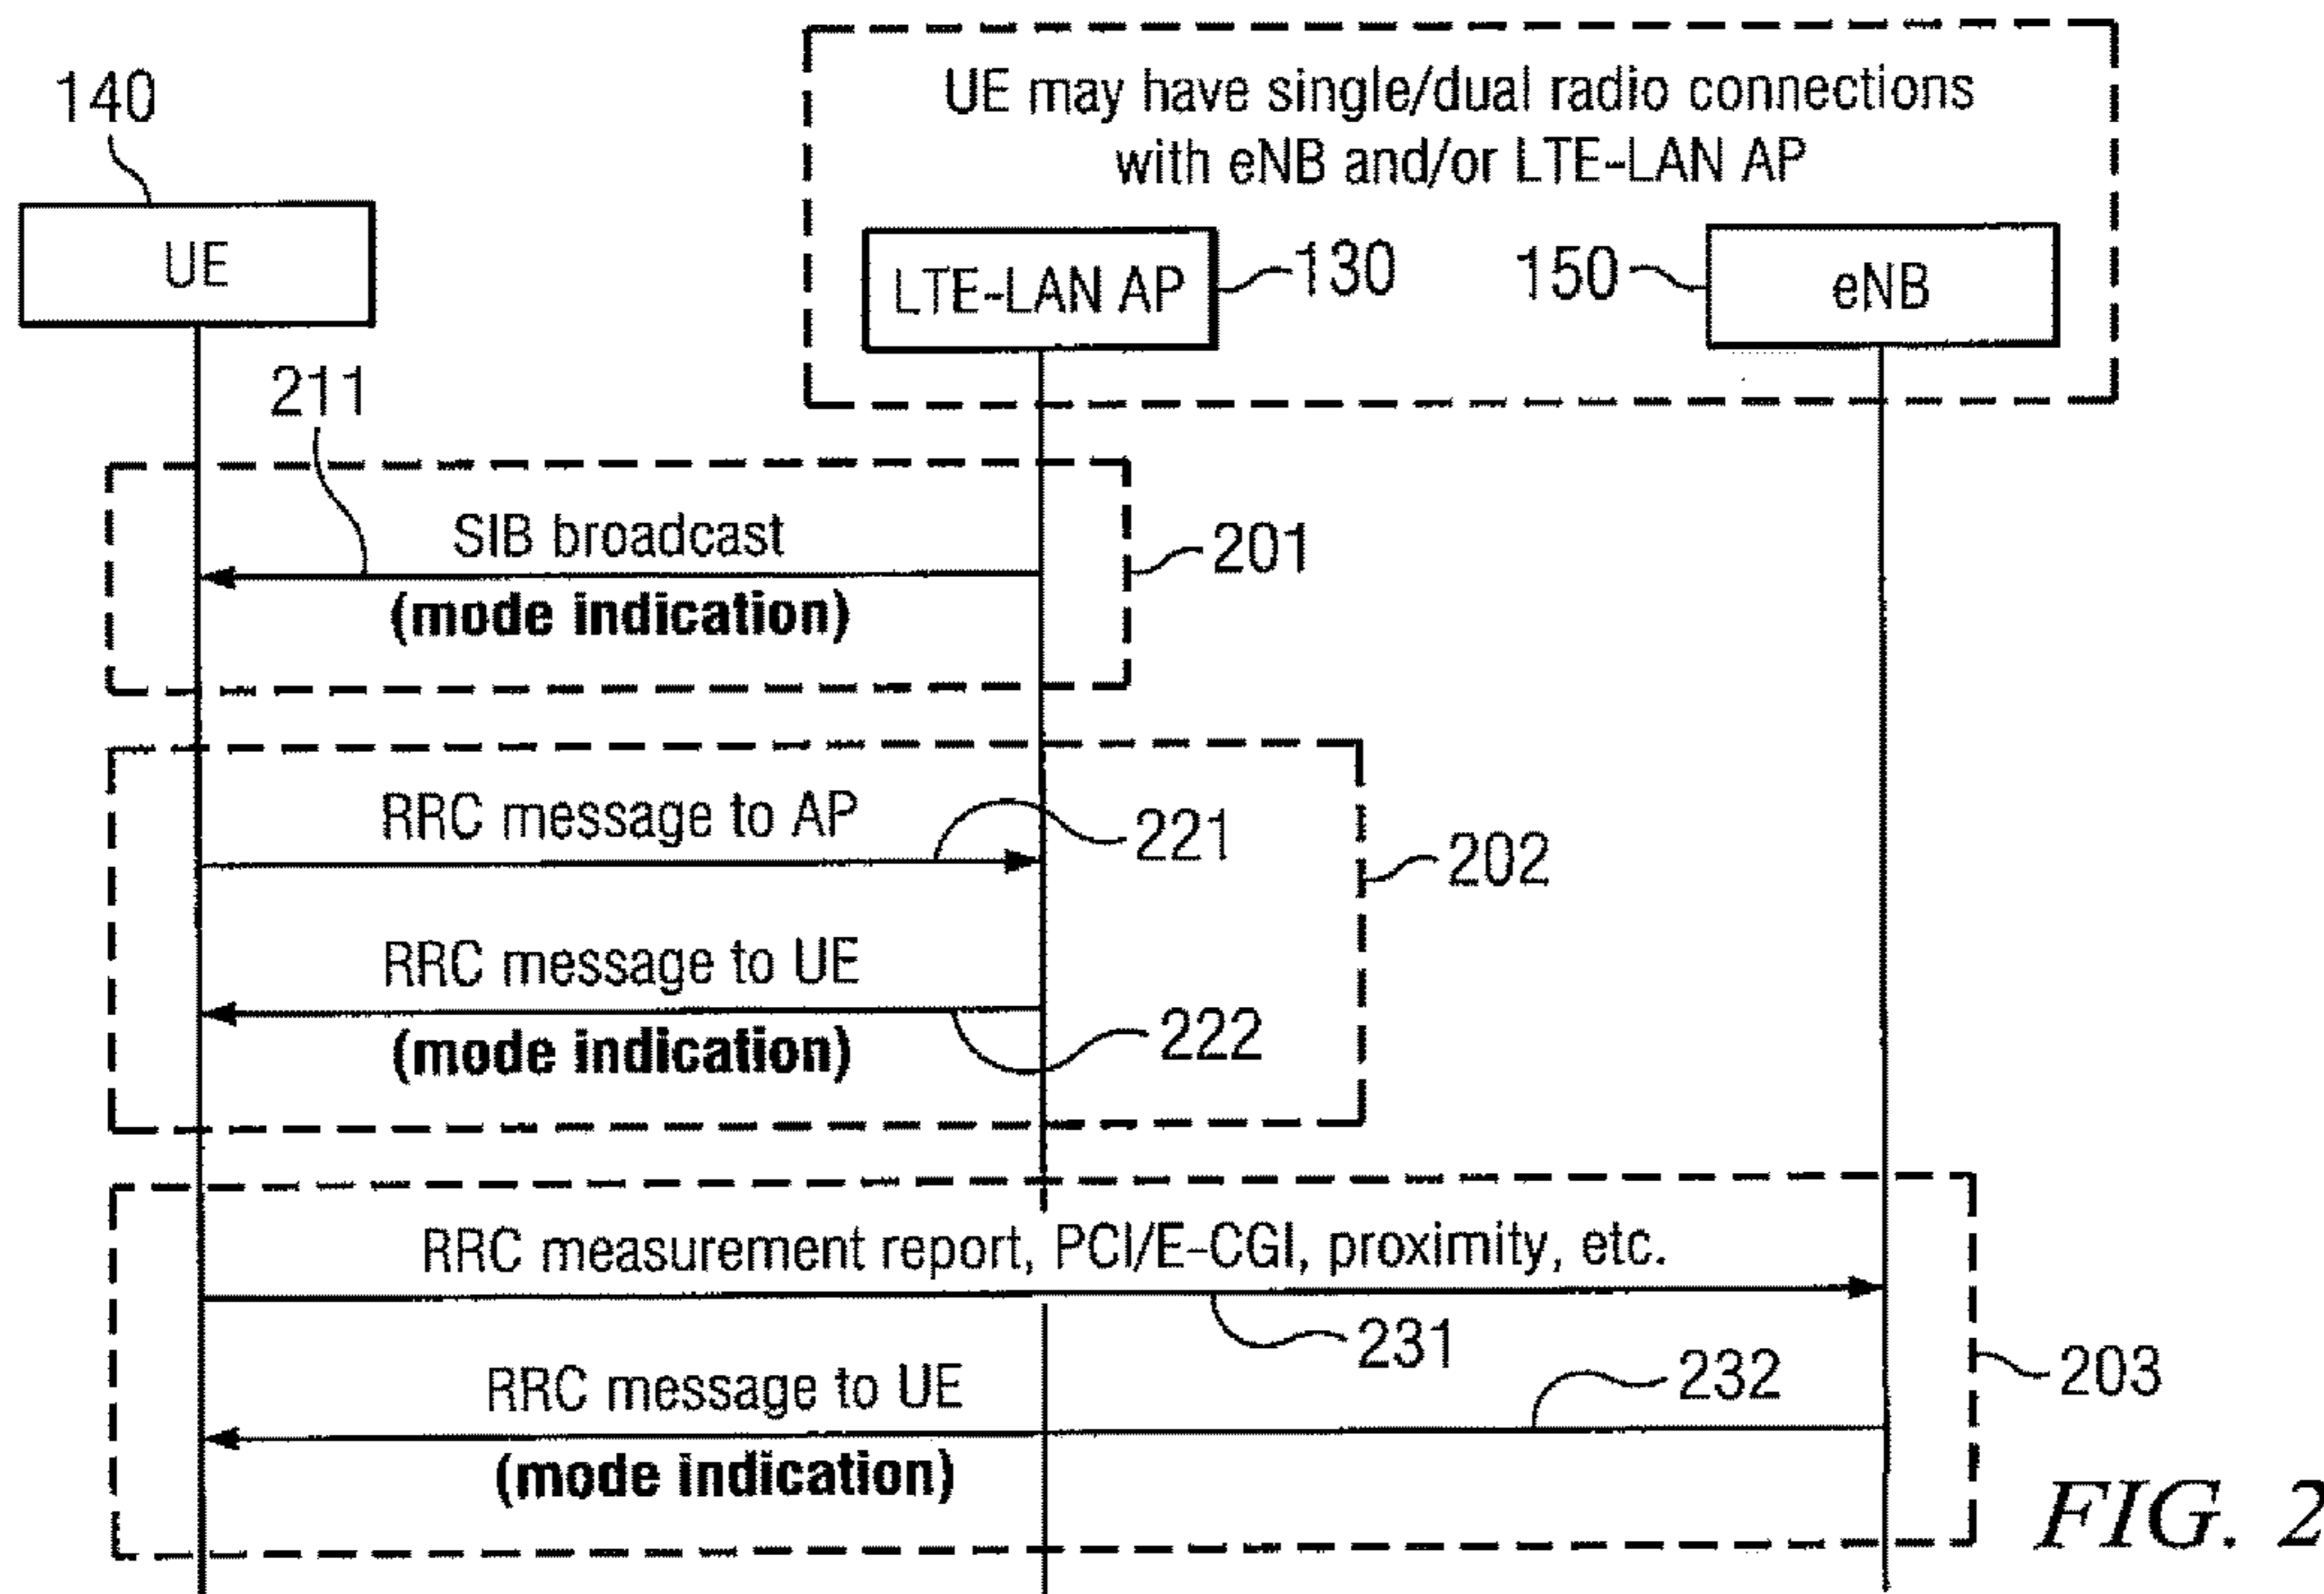 UE may have single/dual radio connections
with eNB and/or LTE-LAN AP
140
UE
LTE-LAN AP
130
150
eNB
211
SIB broadcast
(mode indication)
201
RRC message to AP
221
202
RRC message to UE
(mode indication)
222
RRC measurement report, PCI/E-CGI, proximity, etc.
231
RRC message to UE
232
203
(mode indication)
FIG. 2